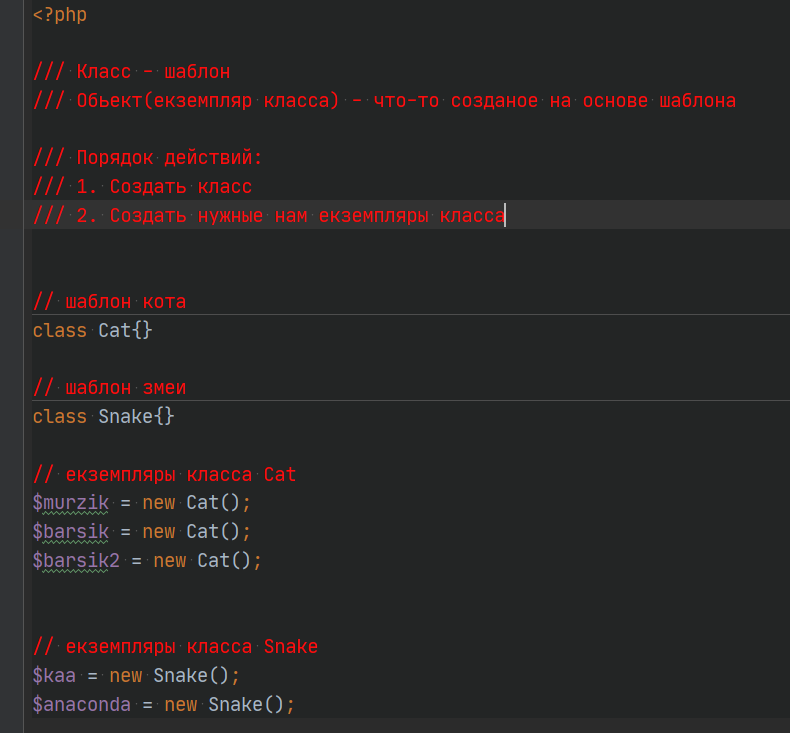 <?php
/// Класс - шаблон
/// Обьект(екземпляр класса) - что-то созданое на основе шаблона
/// Порядок действий:
/// 1. Создать класс
/// 2. Создать нужные нам екземпляры класса
// шаблон кота
class Cat{}
// шаблон змеи
class Snake{}
// екземпляры класса Cat
$murzik = new Cat();
$barsik = new Cat();
$barsik2 = new Cat();
// екземпляры класса Snake
$kaa = new Snake();
$anaconda = new Snake();